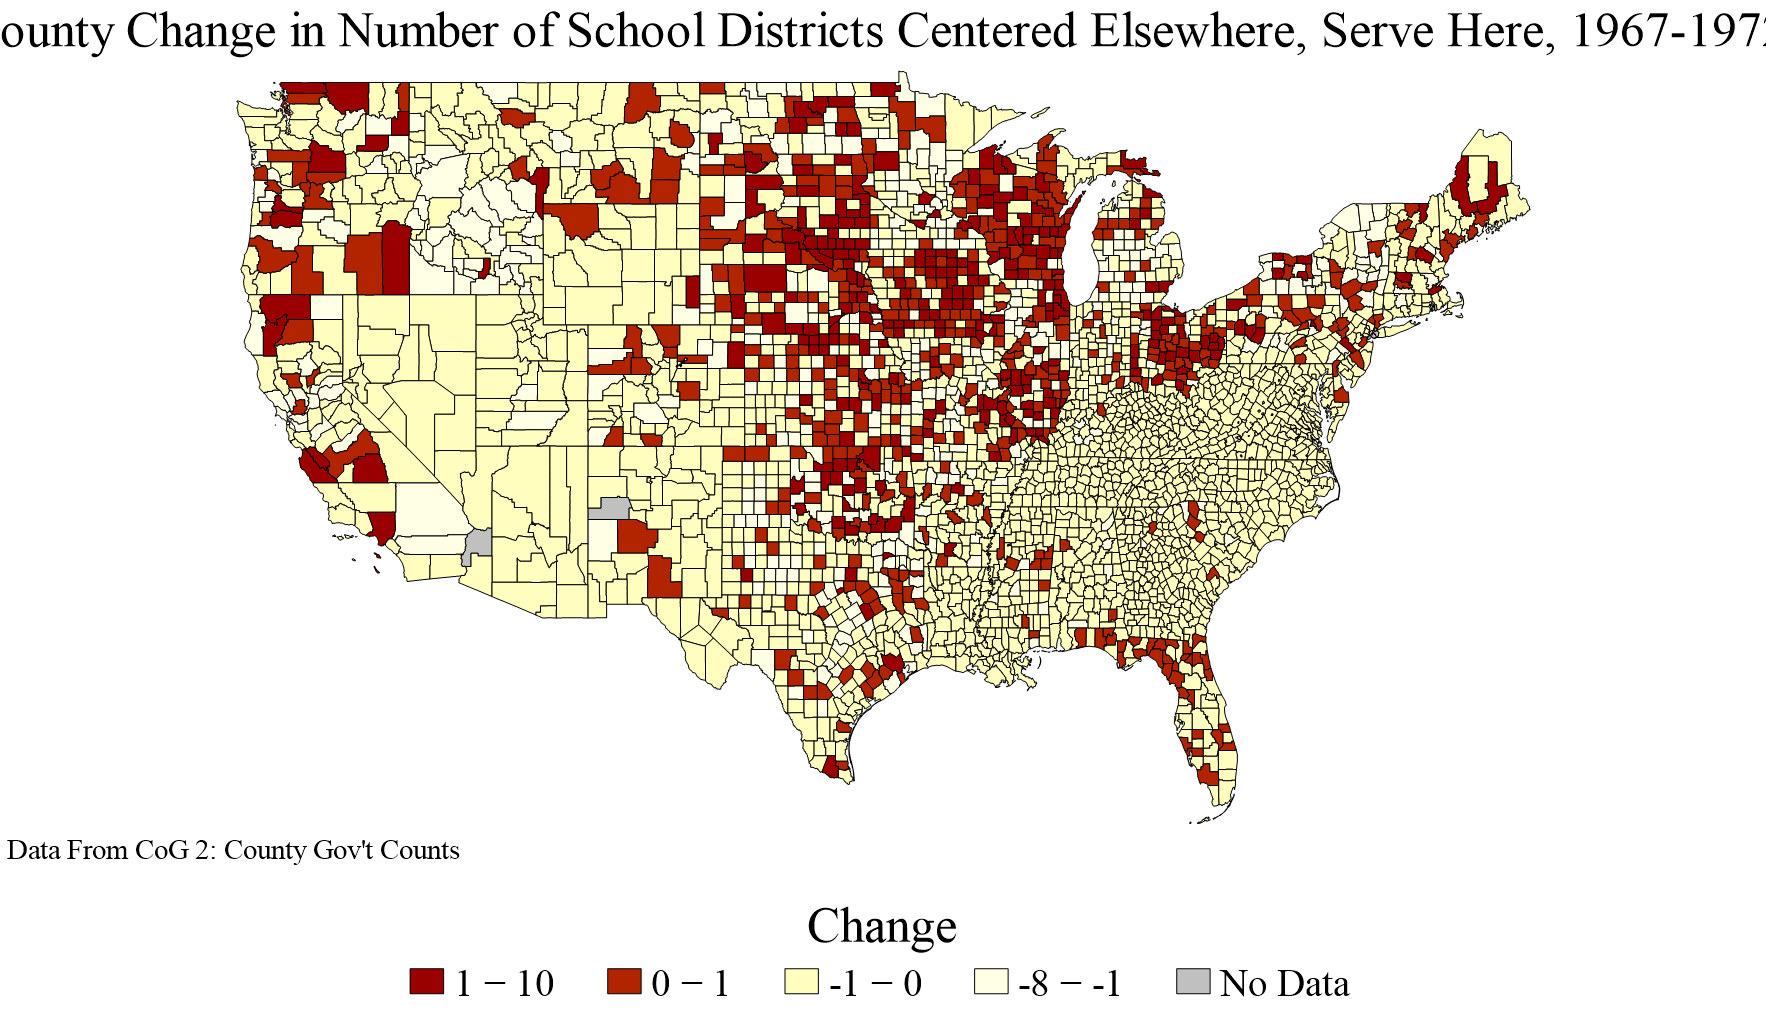 ounty Change in Number of School Districts Centered Elsewhere, Serve Here, 1967-197
Data From CoG 2: County Gov't Counts
Change
1 − 10
0 − 1
-1 − 0
-8 − -1
No Data